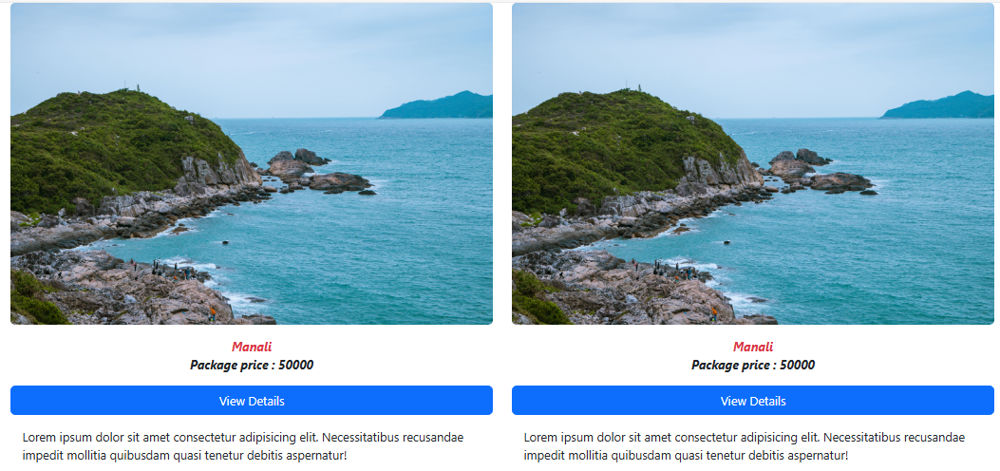 Manali
Package price : 50000
View Details
Lorem ipsum dolor sit amet consectetur adipisicing elit. Necessitatibus recusandae
impedit mollitia quibusdam quasi tenetur debitis aspernatur!
Manali
Package price : 50000
View Details
Lorem ipsum dolor sit amet consectetur adipisicing elit. Necessitatibus recusandae
impedit mollitia quibusdam quasi tenetur debitis aspernatur!